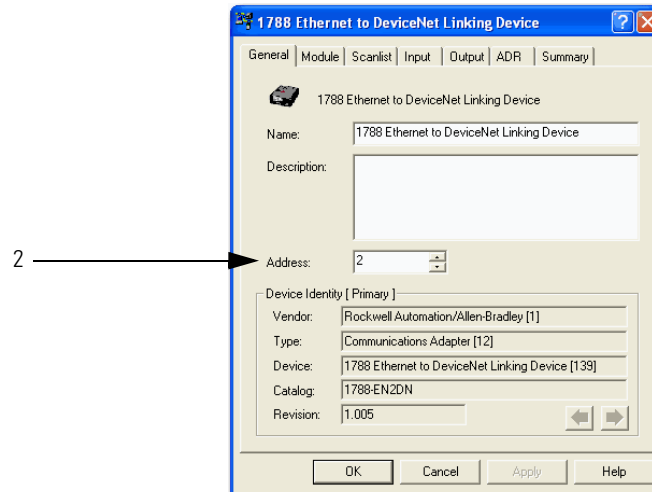 1788 Ethernet to DeviceNet Linking Device
General Module Scanlist Input Output ADR Summary
1788 Ethernet to DeviceNet Linking Device
Name: 1788 Ethernet to DeviceNet Linking Device
Description:
2 Address: 2
Device Identity [ Primary ]
Vendor: Rockwell Automation/Allen-Bradley [1]
Type: Communications Adapter [12]
Device: 1788 Ethernet to DeviceNet Linking Device [139]
Catalog: 1788-EN2DN
Revision: 1.005
OK Cancel Apply Help